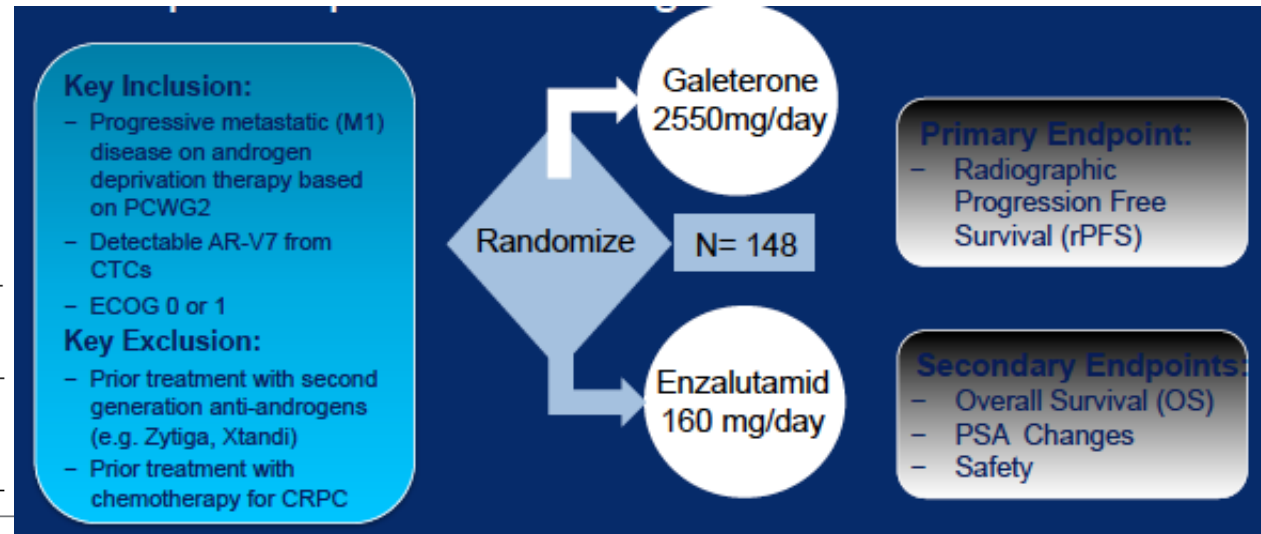 Key Inclusion:
– Progressive metastatic (M1)
disease on androgen
deprivation therapy based
on PCWG2
– Detectable AR-V7 from
CTCs
– ECOG 0 or 1
Key Exclusion:
– Prior treatment with second
generation anti-androgens
(e.g. Zytiga, Xtandi)
– Prior treatment with
chemotherapy for CRPC
Randomize
Galeterone
2550mg/day
N= 148
Enzalutamid
160 mg/day
Primary Endpoint:
– Radiographic
Progression Free
Survival (rPFS)
Secondary Endpoints:
– Overall Survival (OS)
– PSA Changes
– Safety